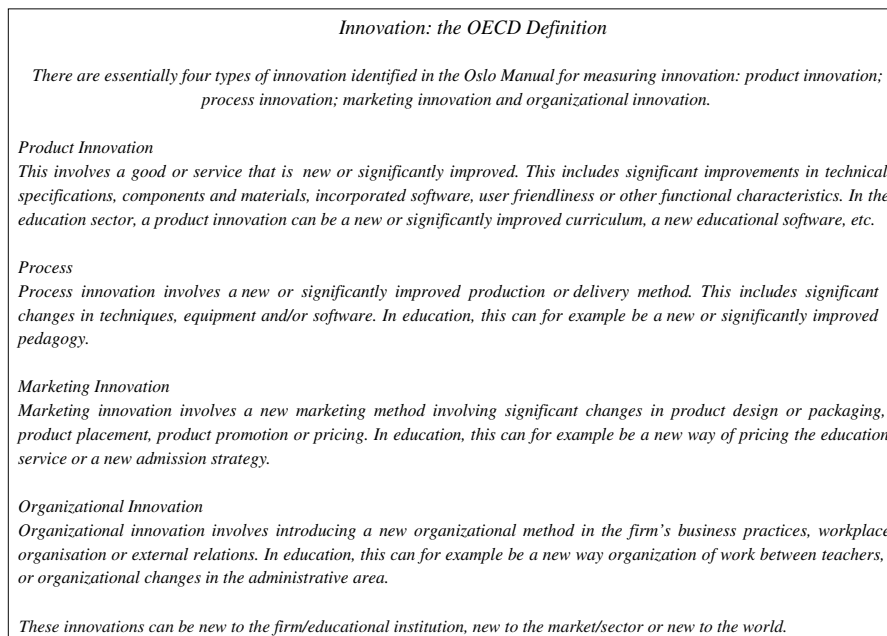 Innovation: the OECD Definition
There are essentially four types of innovation identified in the Oslo Manual for measuring innovation: product innovation;
process innovation; marketing innovation and organizational innovation.
Product Innovation
This involves a good or service that is new or significantly improved. This includes significant improvements in technical
specifications, components and materials, incorporated software, user friendliness or other functional characteristics. In the
education sector, a product innovation can be a new or significantly improved curriculum, a new educational software, etc.
Process
Process innovation involves a new or significantly improved production or delivery method. This includes significant
changes in techniques, equipment and/or software. In education, this can for example be a new or significantly improved
pedagogy.
Marketing Innovation
Marketing innovation involves a new marketing method involving significant changes in product design or packaging,
product placement, product promotion or pricing. In education, this can for example be a new way of pricing the education
service or a new admission strategy.
Organizational Innovation
Organizational innovation involves introducing a new organizational method in the firm's business practices, workplace
organisation or external relations. In education, this can for example be a new way organization of work between teachers,
or organizational changes in the administrative area.
These innovations can be new to the firm/educational institution, new to the market/sector or new to the world.